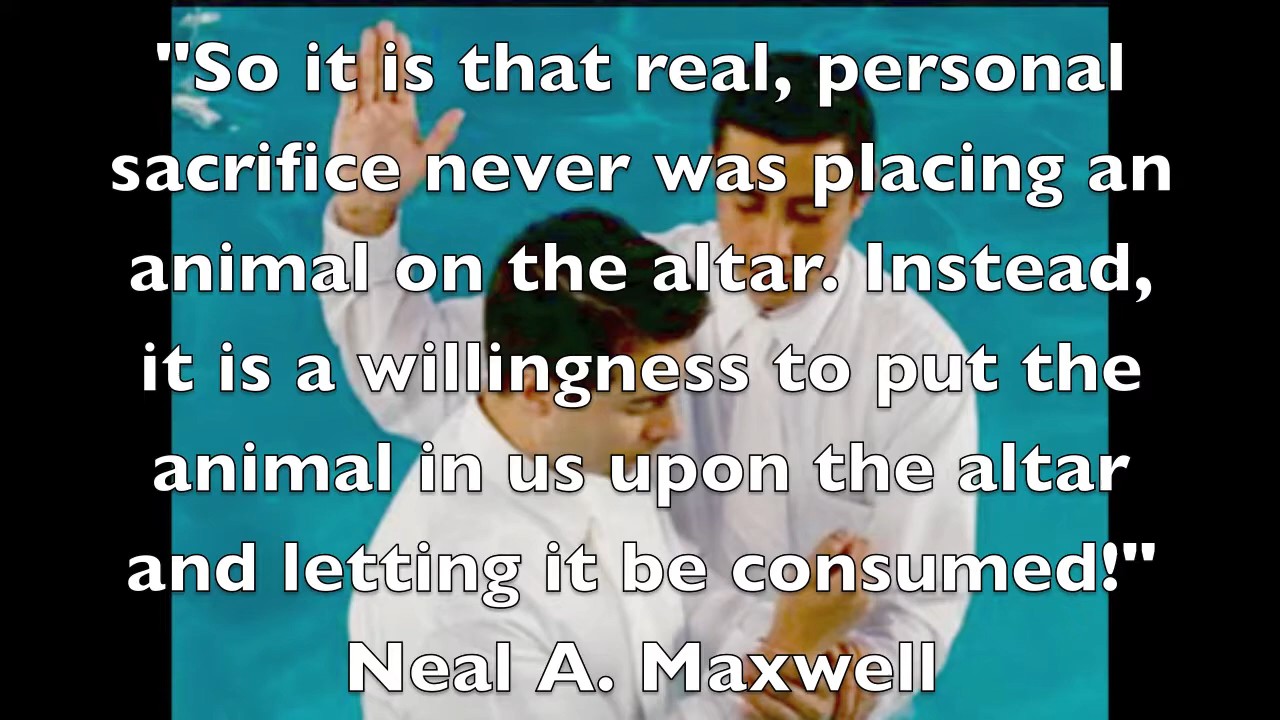 "So it is that real, personal
sacrifice never was placing an
animal on the altar. Instead,
it is a willingness to put the
animal in us upon the altar
and letting it be consumed!"
Neal A. Maxwell